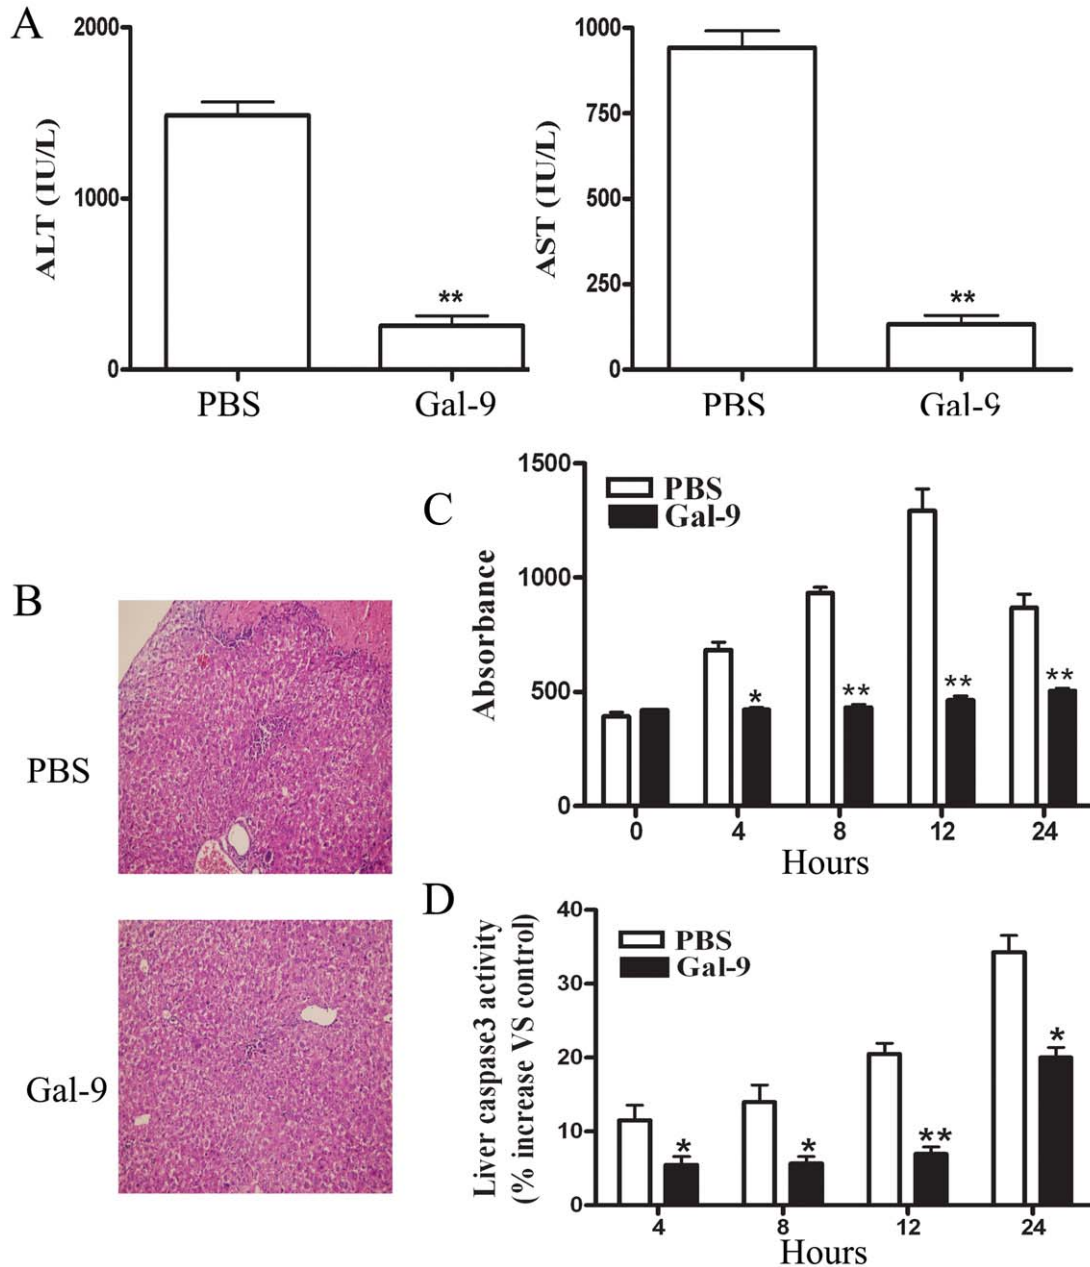 A
ALT (IU/L)
2000
1000
0
**
PBS
Gal-9
AST (IU/L)
1000
750
500
250
0
**
PBS
Gal-9
B
PBS
Gal-9
C
Absorbance
1500
1000
500
0
PBS
Gal-9
*
**
**
**
0
4
8
12
24
Hours
D
Liver caspase3 activity
(% increase VS control)
40
30
20
10
0
PBS
Gal-9
*
*
**
*
4
8
12
24
Hours